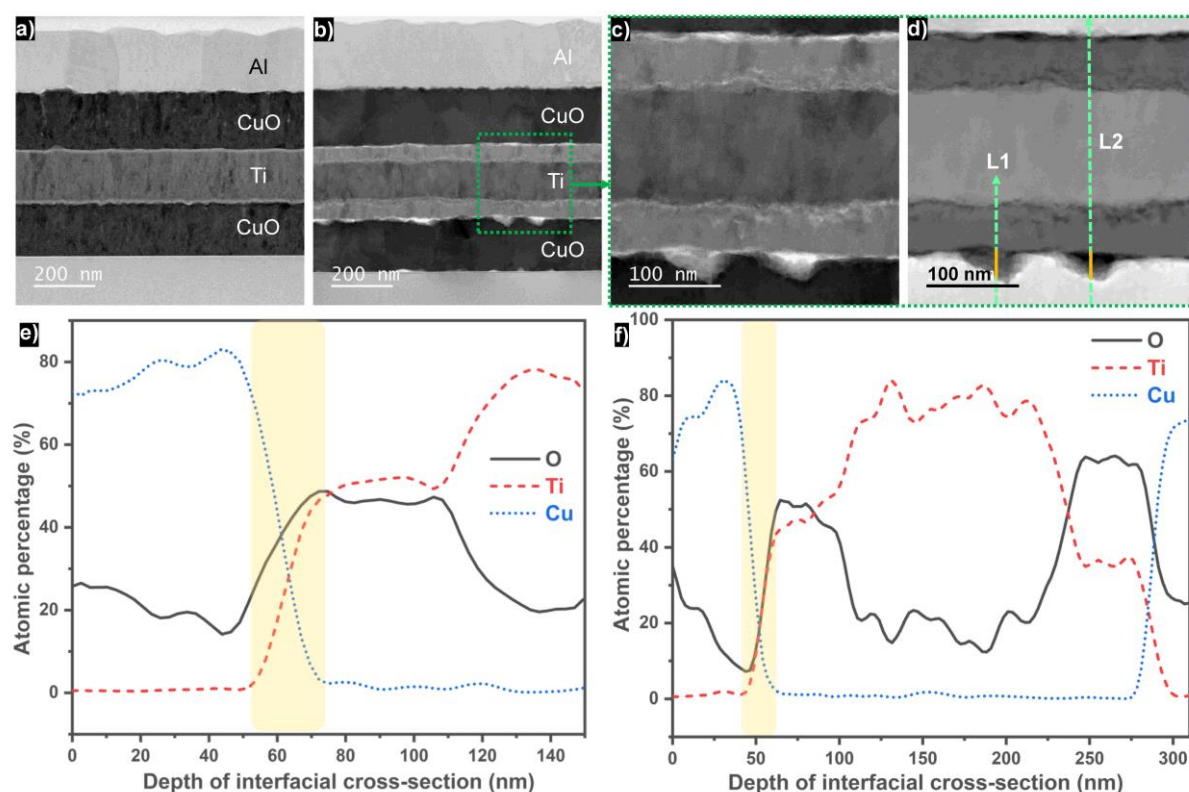 a)
Al
CuO
Ti
CuO
200 nm
b)
Al
CuO
Ti
CuO
200 nm
c)
100 nm
d)
L1
L2
100 nm
e)
Atomic percentage (%)
80
60
40
20
0
O
Ti
Cu
0 20 40 60 80 100 120 140
Depth of interfacial cross-section (nm)
f)
Atomic percentage (%)
100
80
60
40
20
0
O
Ti
Cu
0 50 100 150 200 250 300
Depth of interfacial cross-section (nm)